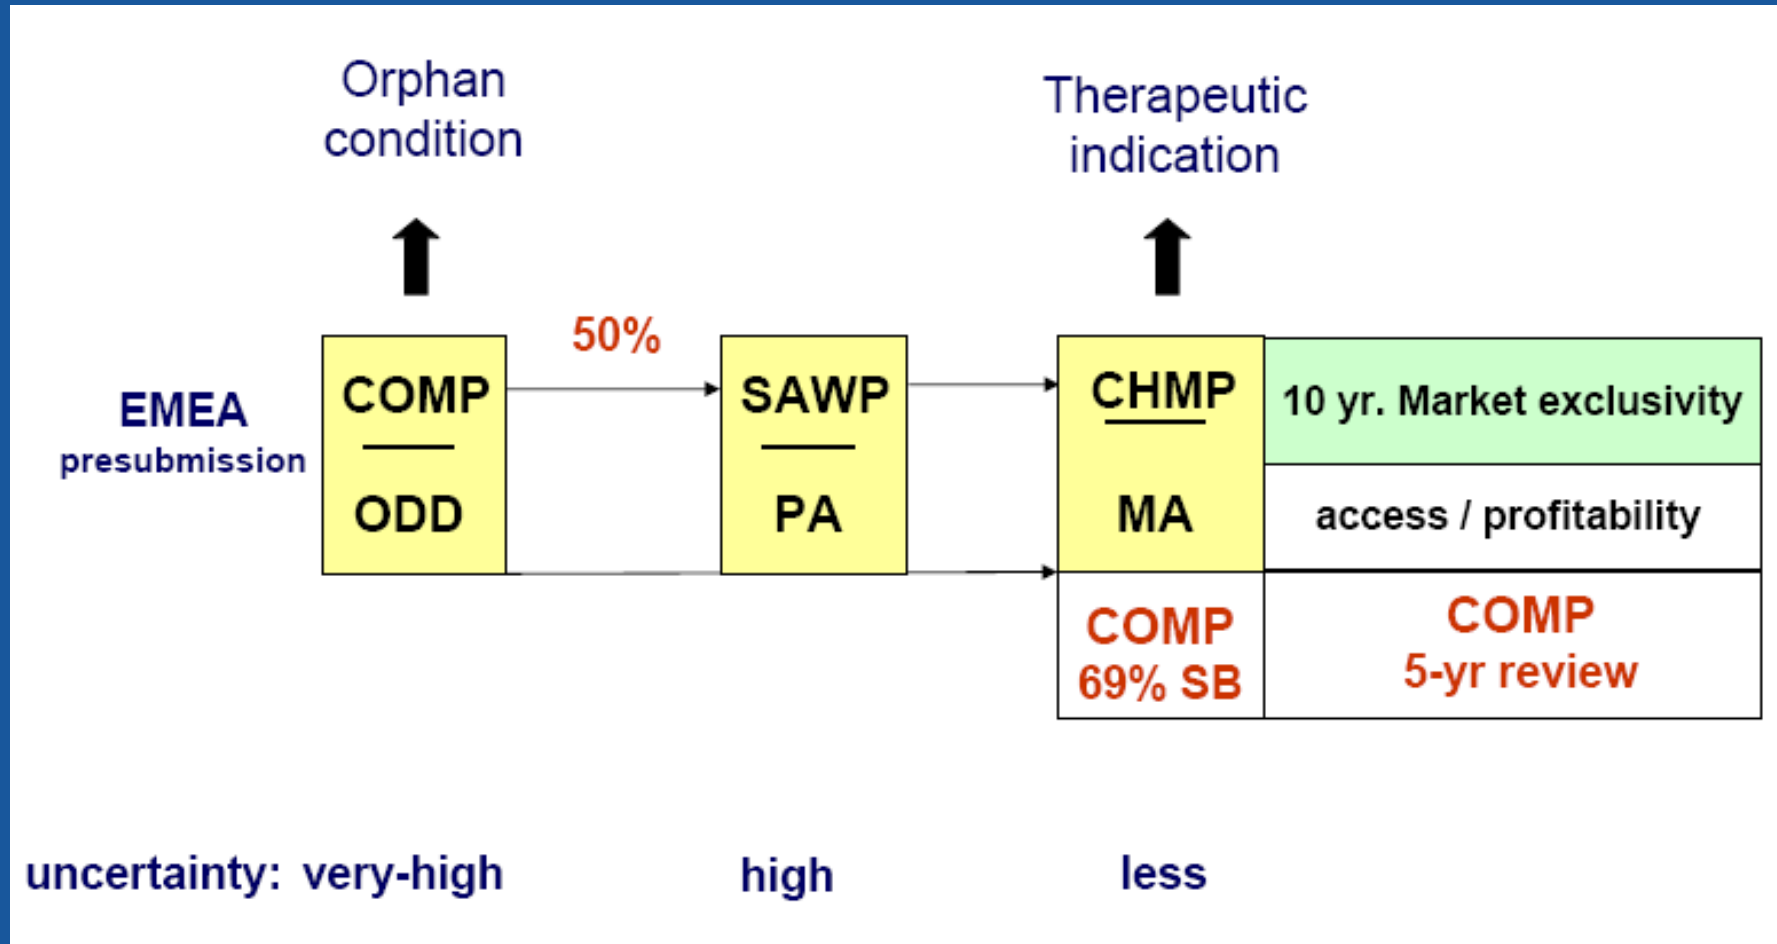 Orphan
condition
Therapeutic
indication
50%
EMEA
presubmission
COMP
ODD
SAWP
PA
CHMP
MA
10 yr. Market exclusivity
access / profitability
COMP
69% SB
COMP
5-yr review
uncertainty: very-high high less